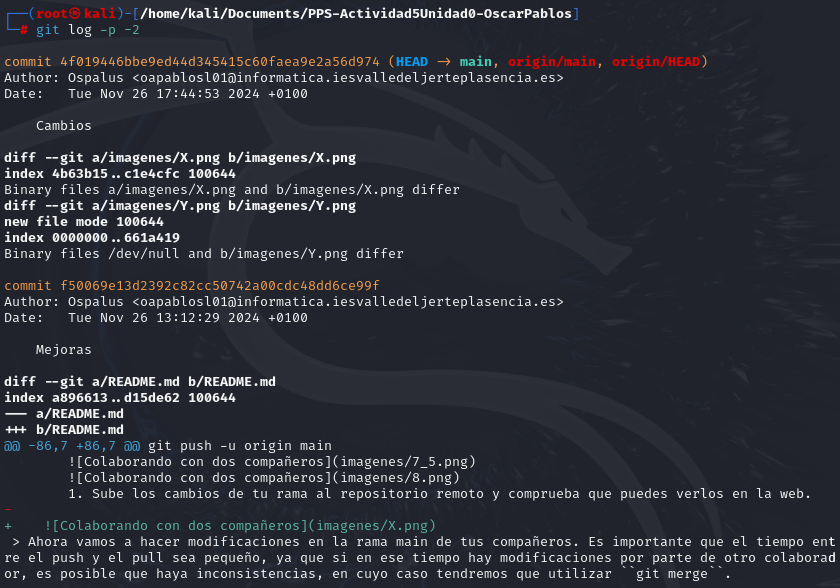 ┌──(root㉿kali)-[/home/kali/Documents/PPS-Actividad5Unidad0-OscarPablos]
└─# git log -p -2
commit 4f019446bbe9ed44d345415c60faea9e2a56d974 (HEAD -> main, origin/main, origin/HEAD)
Author: Ospalus <oapablosl01@informatica.iesvalledeljerteplasencia.es>
Date:   Tue Nov 26 17:44:53 2024 +0100
    Cambios
diff --git a/imagenes/X.png b/imagenes/X.png
index 4b63b15..c1e4cfc 100644
Binary files a/imagenes/X.png and b/imagenes/X.png differ
diff --git a/imagenes/Y.png b/imagenes/Y.png
new file mode 100644
index 0000000..661a419
Binary files /dev/null and b/imagenes/Y.png differ
commit f50069e13d2392c82cc50742a00cdc48dd6ce99f
Author: Ospalus <oapablosl01@informatica.iesvalledeljerteplasencia.es>
Date:   Tue Nov 26 13:12:29 2024 +0100
    Mejoras
diff --git a/README.md b/README.md
index a896613..d15de62 100644
--- a/README.md
+++ b/README.md
@@ -86,7 +86,7 @@ git push -u origin main
        ![Colaborando con dos compañeros](imagenes/7_5.png)
        ![Colaborando con dos compañeros](imagenes/8.png)
        1. Sube los cambios de tu rama al repositorio remoto y comprueba que puedes verlos en la web.
-
+    ![Colaborando con dos compañeros](imagenes/X.png)
 > Ahora vamos a hacer modificaciones en la rama main de tus compañeros. Es importante que el tiempo ent
re el push y el pull sea pequeño, ya que si en ese tiempo hay modificaciones por parte de otro colaborad
or, es posible que haya inconsistencias, en cuyo caso tendremos que utilizar ``git merge``.